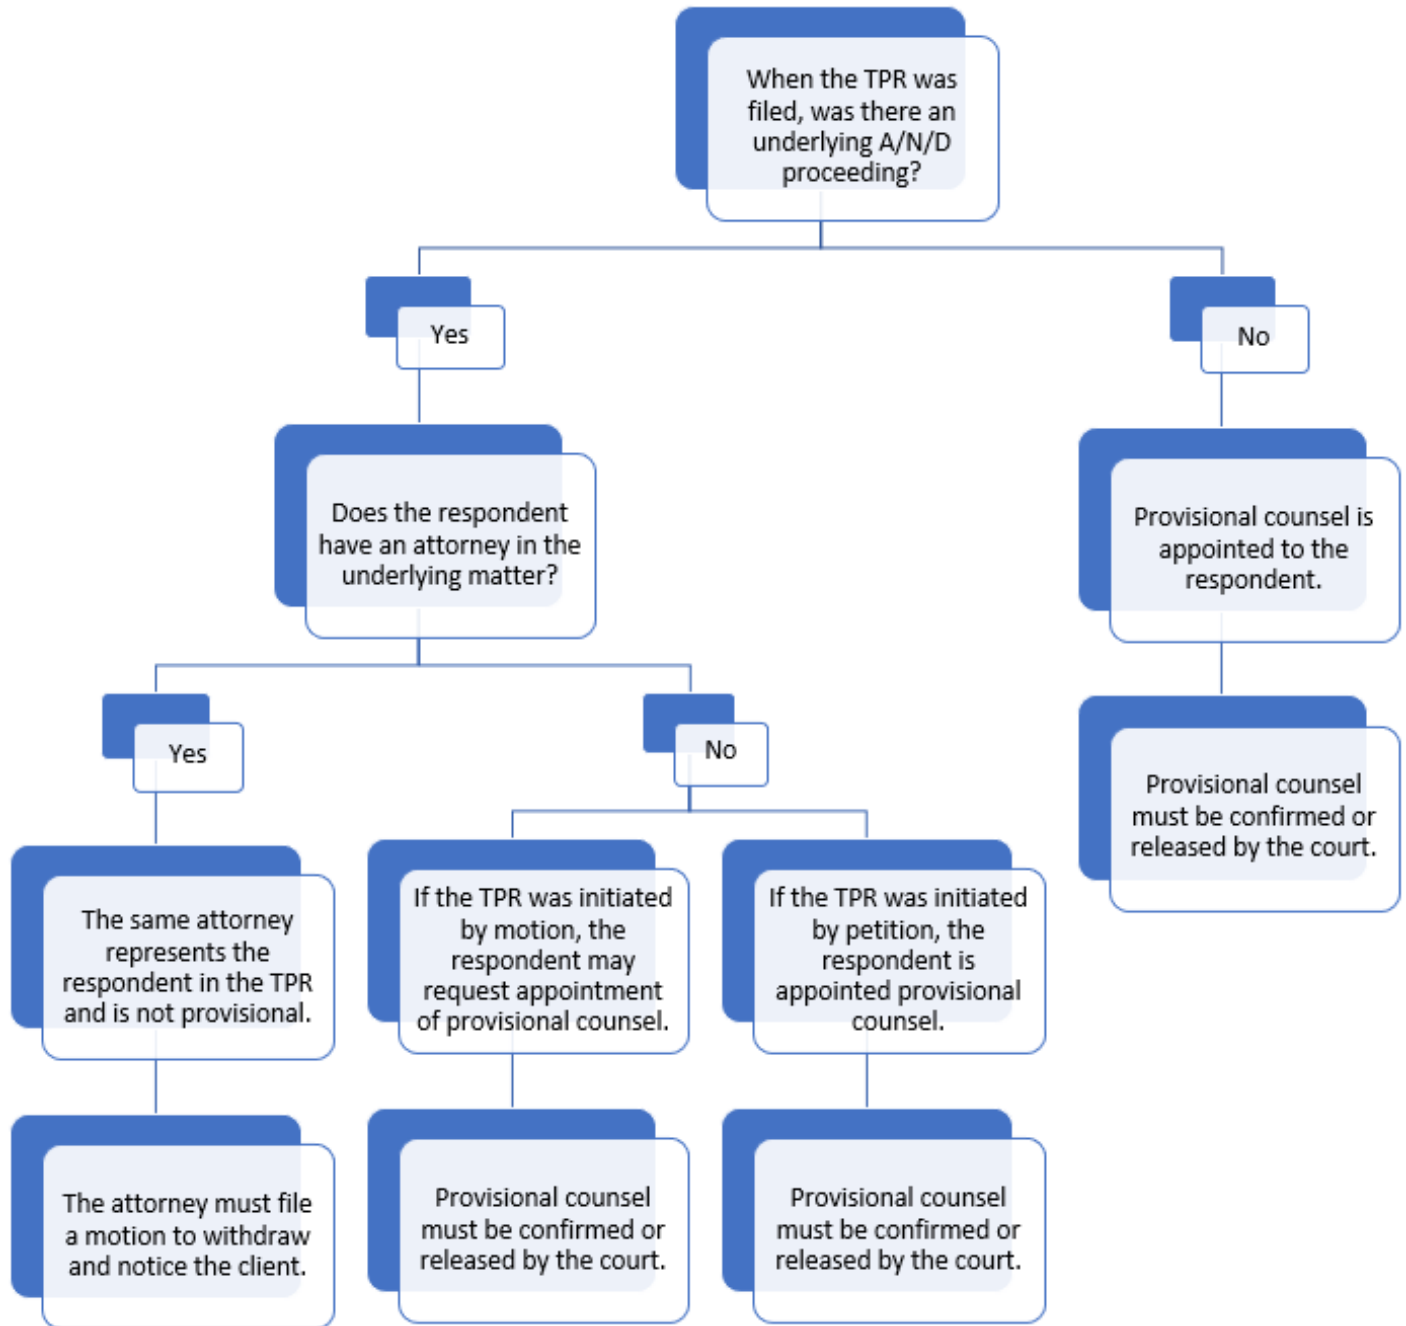 When the TPR was
filed, was there an
underlying A/N/D
proceeding?
Yes
No
Does the respondent
have an attorney in the
underlying matter?
Provisional counsel is
appointed to the
respondent.
Yes
No
Provisional counsel
must be confirmed or
released by the court.
The same attorney
represents the
respondent in the TPR
and is not provisional.
If the TPR was initiated
by motion, the
respondent may
request appointment
of provisional counsel.
If the TPR was initiated
by petition, the
respondent is
appointed provisional
counsel.
The attorney must file
a motion to withdraw
and notice the client.
Provisional counsel
must be confirmed or
released by the court.
Provisional counsel
must be confirmed or
released by the court.